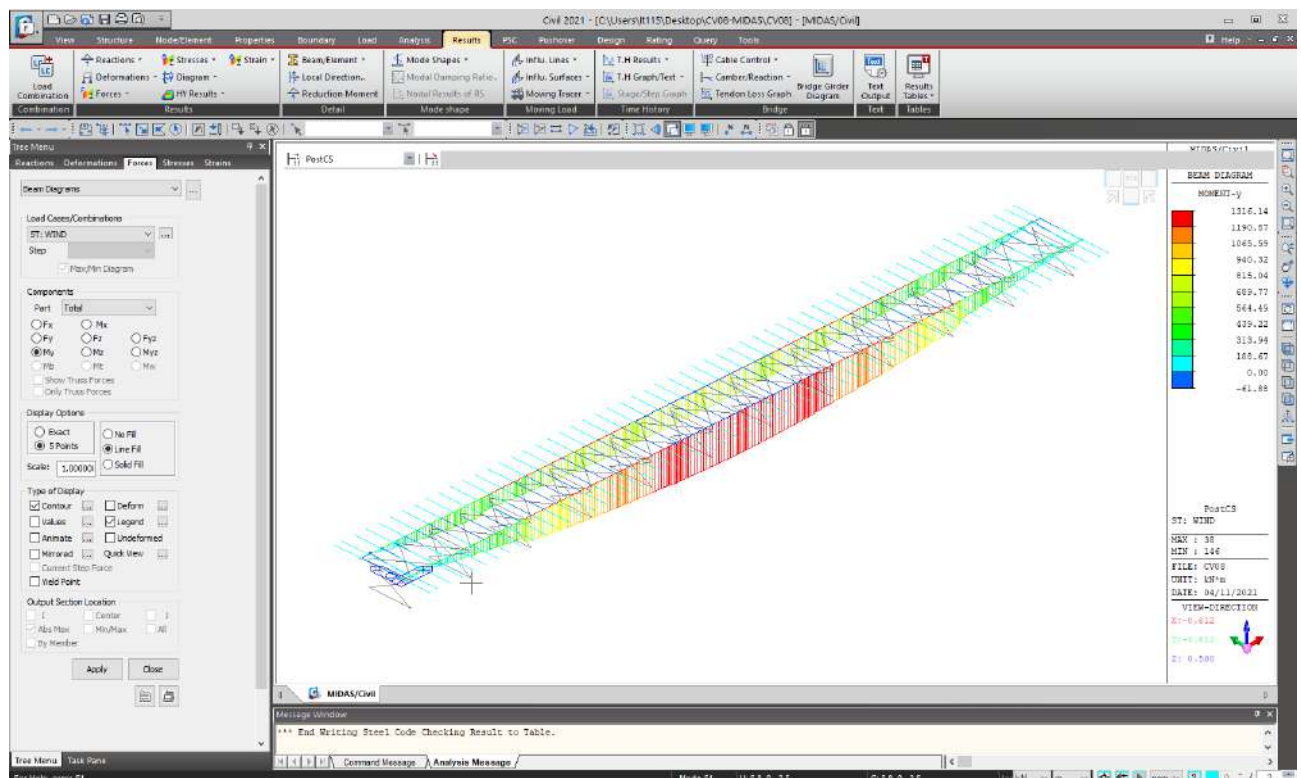 Civil 2021 - [C:\Users\lt115\Desktop\CV08-MIDAS\CV08] - [MIDAS/Civil]
View Structure Node/Element Properties Boundary Load Analysis Results PSC Pushover Design Rating Query Tools Help
Reactions Stresses Strain Beam/Element Mode Shapes Influ. Lines T.H Results Cable Control
Deformations Diagram Local Direction.. Modal Damping Ratio.. Influ. Surfaces T.H Graph/Text Camber/Reaction
Forces HY Results Reduction Moment Nodal Results of RS Moving Tracer Stage/Step Graph Tendon Loss Graph
Load Combination
Bridge Girder Diagram
Text Output
Results Tables
Combination Results Detail Mode shape Moving Load Time History Bridge Text Tables
Tree Menu
Reactions Deformations Forces Stresses Strains
PostCS
Beam Diagrams
Load Cases/Combinations
ST: WIND
Step
Max/Min Diagram
Components
Part Total
Fx Mx
Fy Fz Fyz
My Mz Myz
Mb Mt Mw
Show Truss Forces
Only Truss Forces
Display Options
Exact No Fill
5 Points Line Fill
Scale: 1.00000 Solid Fill
Type of Display
Contour Deform
Values Legend
Animate Undeformed
Mirrored Quick View
Current Step Force
Yield Point
Output Section Location
I Center J
Abs Max Min/Max All
By Member
Apply Close
MIDAS/Civil
BEAM DIAGRAM
MOMENT-y
1316.14
1190.87
1065.59
940.32
815.04
689.77
564.49
439.22
313.94
188.67
0.00
-61.88
PostCS
ST: WIND
MAX : 38
MIN : 146
FILE: CV08
UNIT: kN*m
DATE: 04/11/2021
VIEW-DIRECTION
X:-0.612
Z: 0.500
MIDAS/Civil
Message Window
*** End Writing Steel Code Checking Result to Table.
Command Message Analysis Message
Tree Menu Task Pane